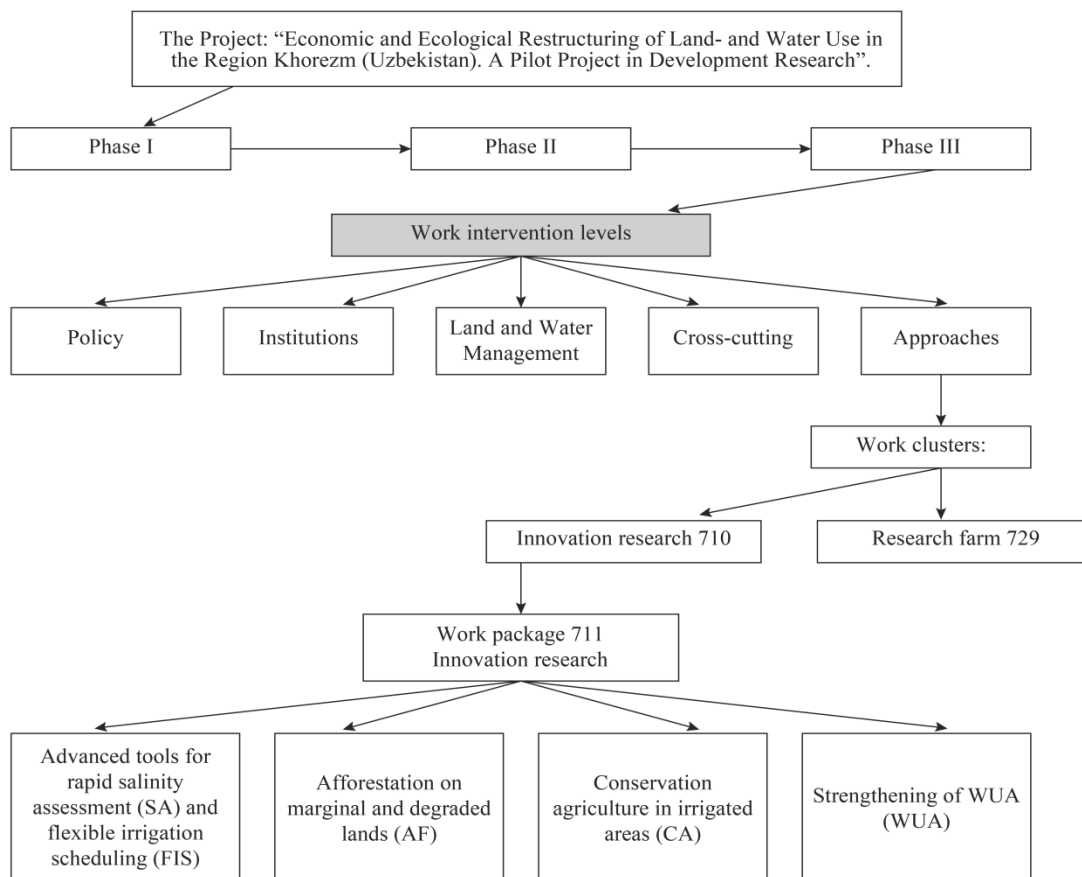 The Project: “Economic and Ecological Restructuring of Land- and Water Use in
the Region Khorezm (Uzbekistan). A Pilot Project in Development Research”.
Phase I
Phase II
Phase III
Work intervention levels
Policy
Institutions
Land and Water
Management
Cross-cutting
Approaches
Work clusters:
Innovation research 710
Research farm 729
Work package 711
Innovation research
Advanced tools for
rapid salinity
assessment (SA) and
flexible irrigation
scheduling (FIS)
Afforestation on
marginal and degraded
lands (AF)
Conservation
agriculture in irrigated
areas (CA)
Strengthening of WUA
(WUA)